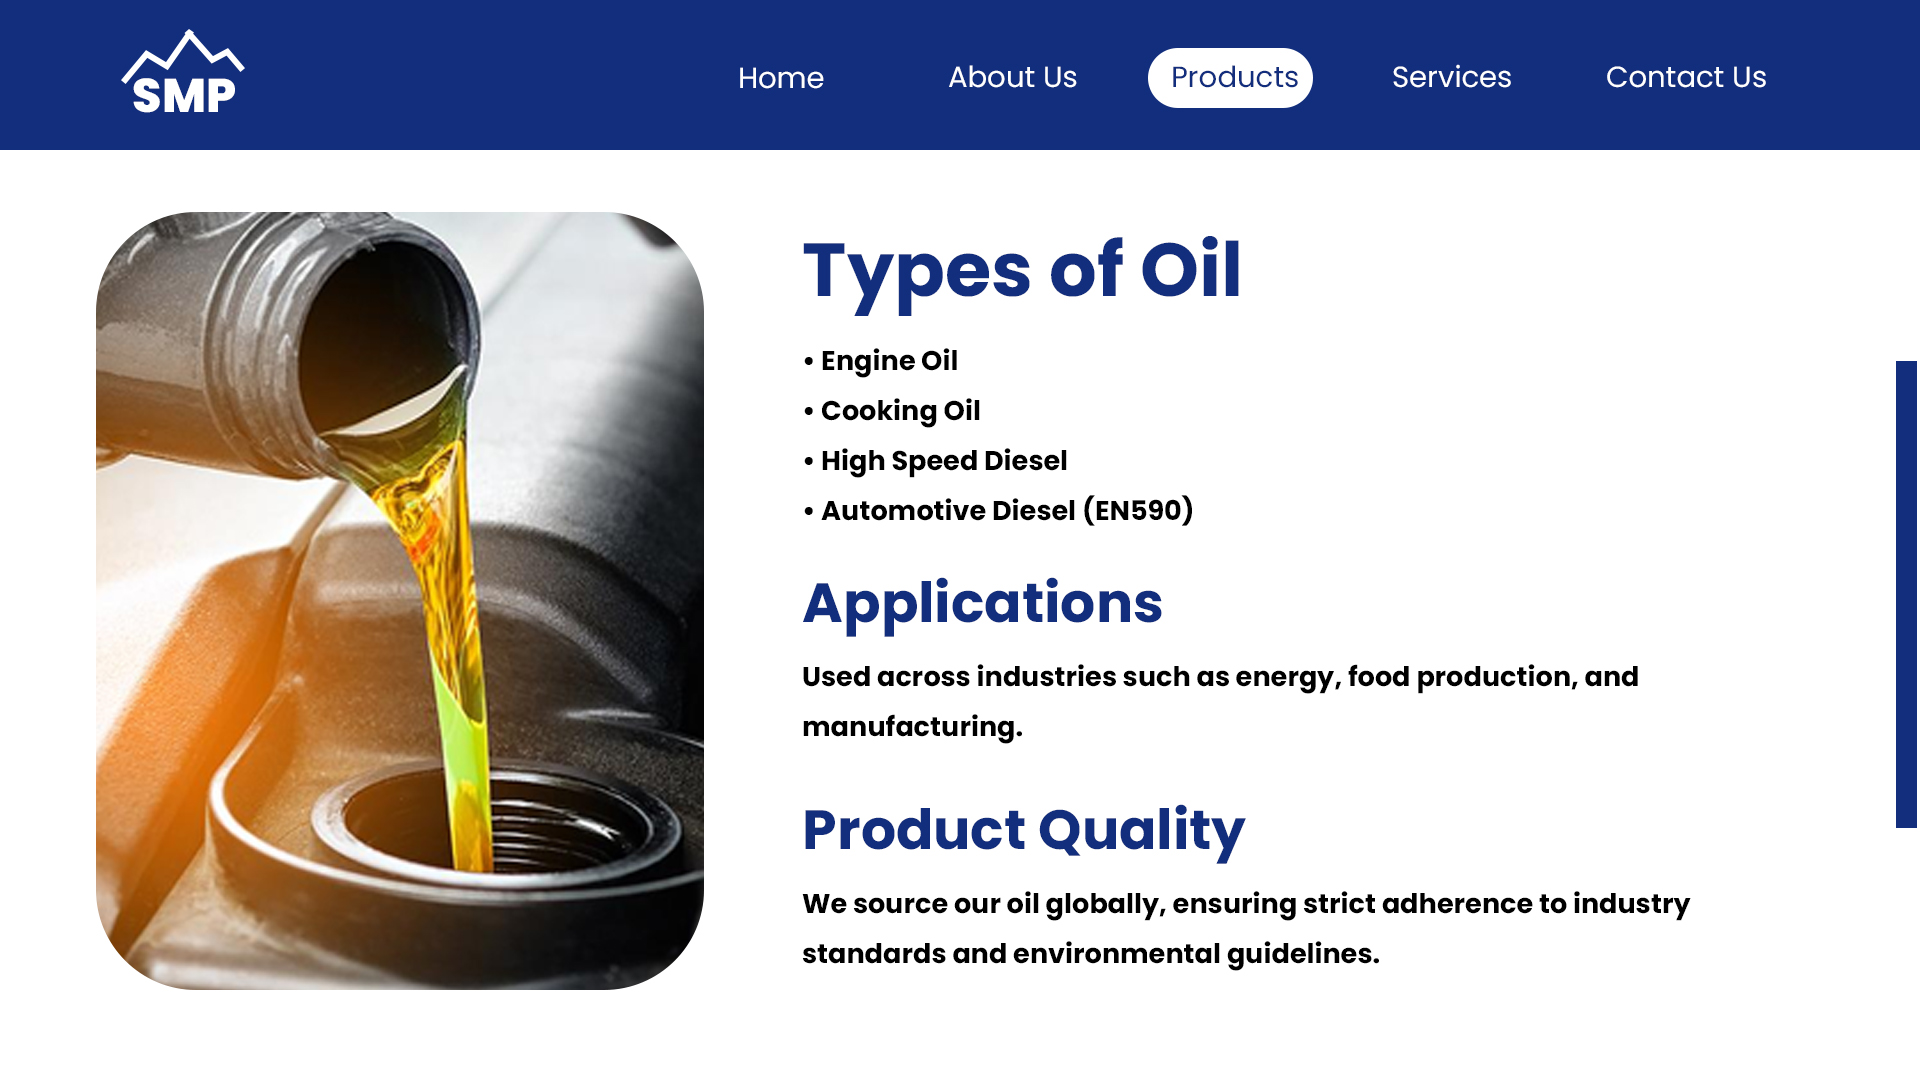 SMP
Home
About Us
Products
Services
Contact Us
Types of Oil
• Engine Oil
• Cooking Oil
• High Speed Diesel
• Automotive Diesel (EN590)
Applications
Used across industries such as energy, food production, and
manufacturing.
Product Quality
We source our oil globally, ensuring strict adherence to industry
standards and environmental guidelines.